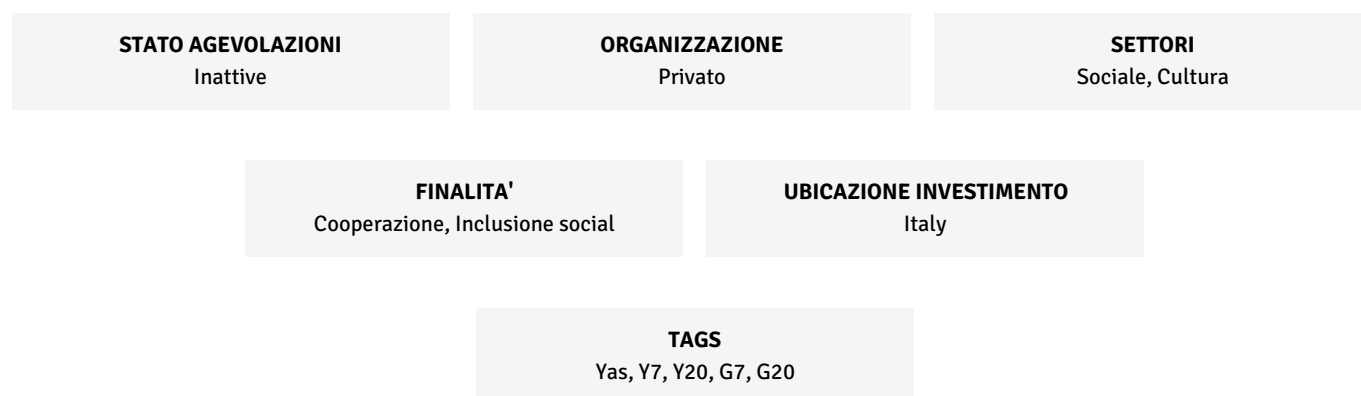 STATO AGEVOLAZIONI
Inattive
ORGANIZZAZIONE
Privato
SETTORI
Sociale, Cultura
FINALITA'
Cooperazione, Inclusione social
UBICAZIONE INVESTIMENTO
Italy
TAGS
Yas, Y7, Y20, G7, G20